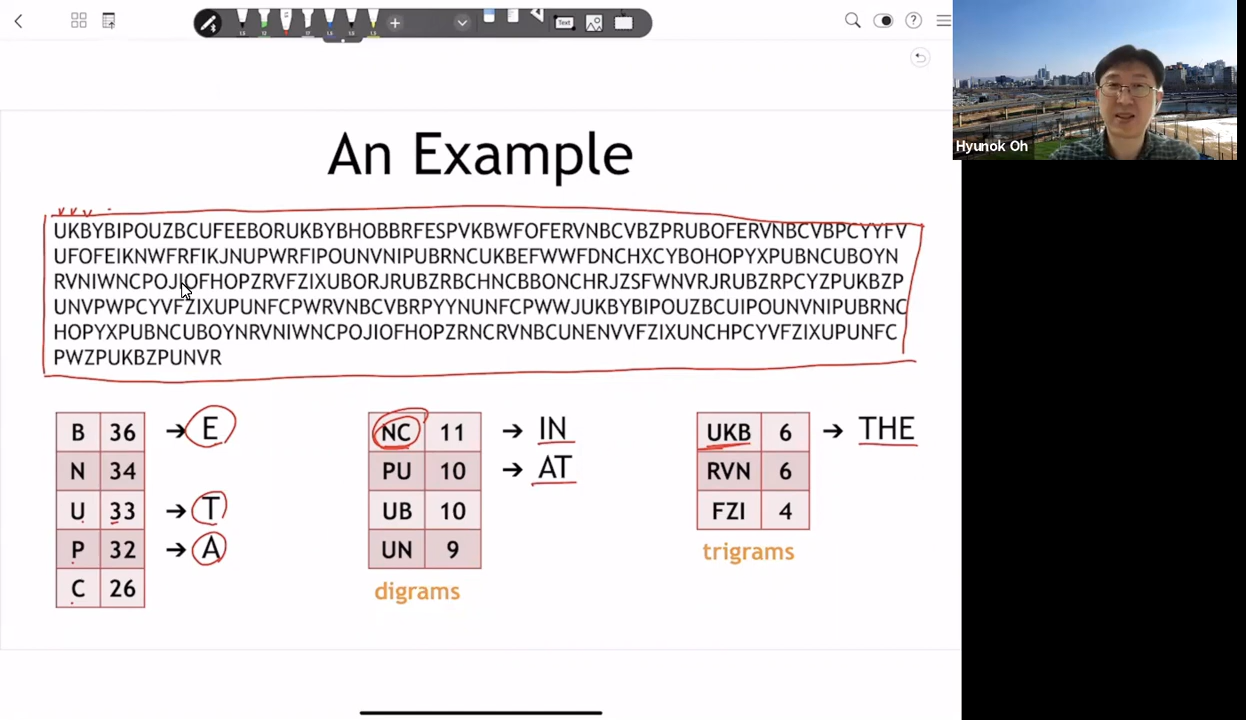 Text
Hyunok Oh
An Example
UKBYBIPOUZBCUFEEBORUKBYBHOBBRFESPVKBWFOFERVNBCVBZPRUBOFERVNBCVBPCYYFV
UFOFEIKNWFRFIKJNUPWRFIPOUNVNIPUBRNCUKBEFWWFDNCHXCYBOHOPYXPUBNCUBOYN
RVNIWNCPOJIOFHOPZRVFZIXUBORJRUBZRBCHNCBBONCHRJZSFWNVRJRUBZRPCYZPUKBZP
UNVPWPCYVFZIXUPUNFCPWRVNBCVBRPYYNUNFCPWWJUKBYBIPOUZBCUIPOUNVNIPUBRNC
HOPYXPUBNCUBOYNRVNIWNCPOJIOFHOPZRNCRVNBCUNENVVFZIXUNCHPCYVFZIXUPUNFC
PWZPUKBZPUNVR
B 36 → E
N 34
U 33 → T
P 32 → A
C 26
NC 11 → IN
PU 10 → AT
UB 10
UN 9
digrams
UKB 6 → THE
RVN 6
FZI 4
trigrams